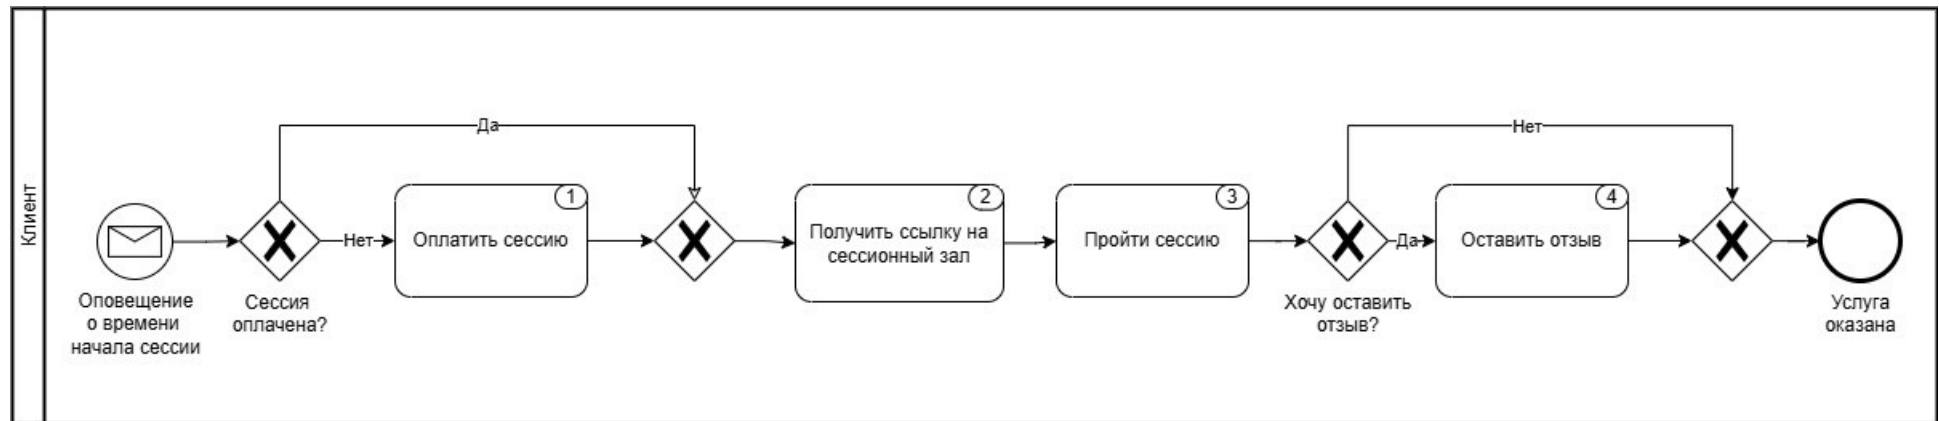 Клиент
Оповещение
о времени
начала сессии
Сессия
оплачена?
Да
Нет
1
Оплатить сессию
2
Получить ссылку на
сессионный зал
3
Пройти сессию
Хочу оставить
отзыв?
Нет
Да
4
Оставить отзыв
Услуга
оказана